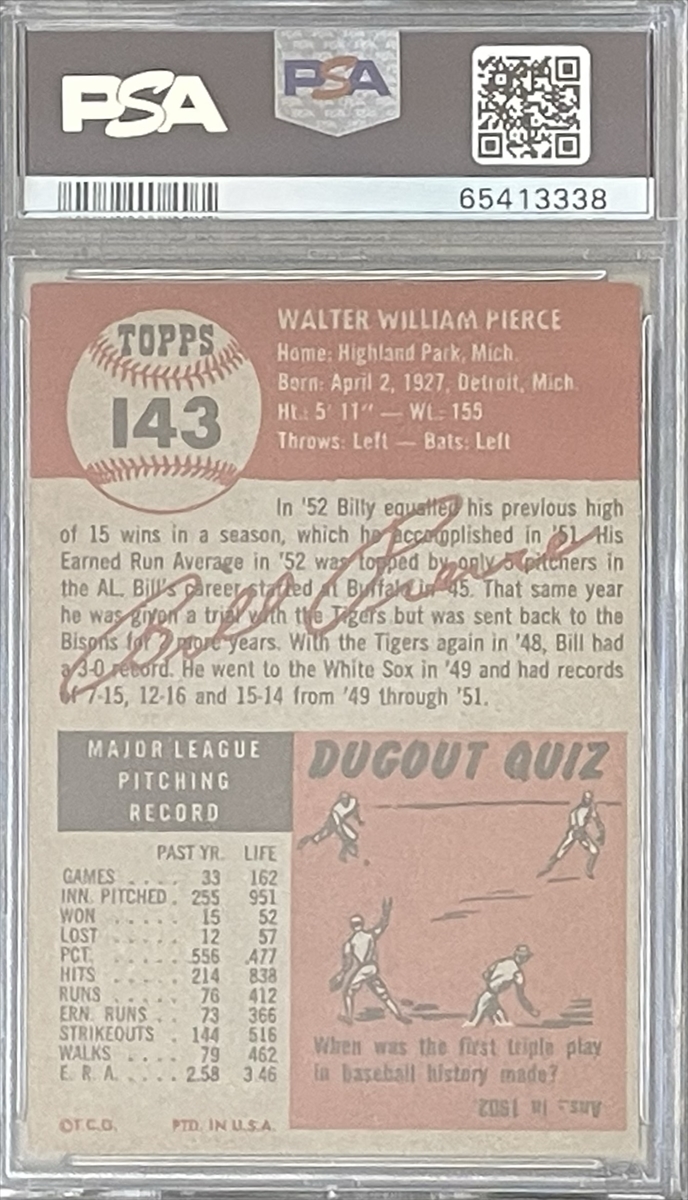 PSA
PSA
65413338
TOPPS
143
WALTER WILLIAM PIERCE
Home: Highland Park, Mich.
Born: April 2, 1927, Detroit, Mich.
Ht.: 5' 11" — Wt.: 155
Throws: Left — Bats: Left
In '52 Billy equalled his previous high
of 15 wins in a season, which he accomplished in '51. His
Earned Run Average in '52 was topped by only 5 pitchers in
the AL. Bill's career started at Buffalo in '45. That same year
he was given a trial with the Tigers but was sent back to the
Bisons for 2 more years. With the Tigers again in '48, Bill had
a 3-0 record. He went to the White Sox in '49 and had records
of 7-15, 12-16 and 15-14 from '49 through '51.
Bill Pierce
MAJOR LEAGUE
PITCHING
RECORD
PAST YR. LIFE
GAMES .... 33 162
INN. PITCHED . 255 951
WON ..... 15 52
LOST ..... 12 57
PCT. ..... .556 .477
HITS ..... 214 838
RUNS .... 76 412
ERN. RUNS .. 73 366
STRIKEOUTS . 144 516
WALKS .... 79 462
E. R. A. .... 2.58 3.46
DUGOUT QUIZ
When was the first triple play
in baseball history made?
Ans.: In 1902.
©T.C.G. PTD. IN U.S.A.